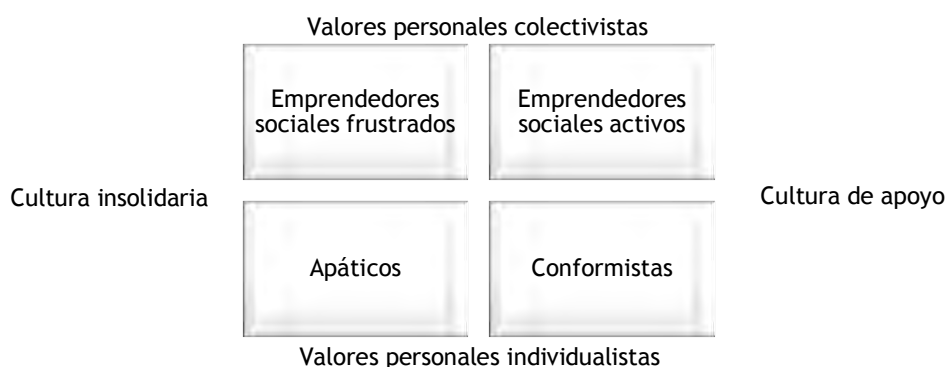 Valores personales colectivistas
Emprendedores
sociales frustrados
Emprendedores
sociales activos
Cultura insolidaria
Cultura de apoyo
Apáticos
Conformistas
Valores personales individualistas